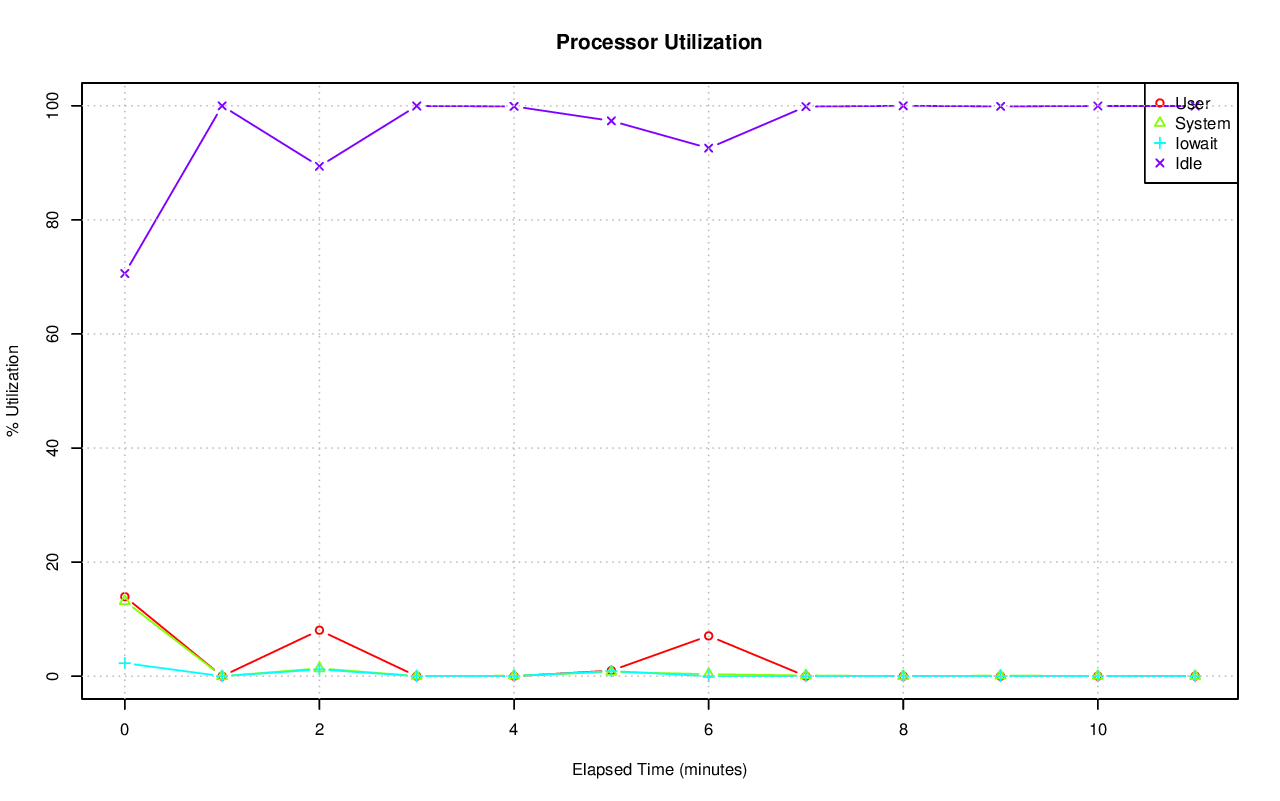 Processor Utilization
% Utilization
100
80
60
40
20
0
User
System
Iowait
Idle
0 2 4 6 8 10
Elapsed Time (minutes)